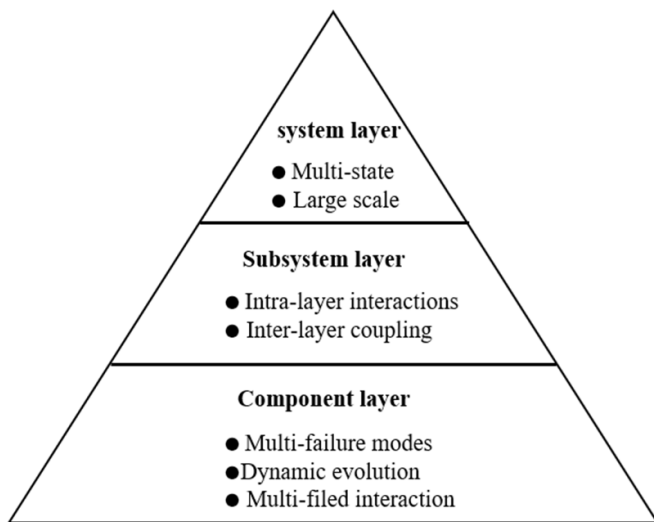 system layer
● Multi-state
● Large scale
Subsystem layer
● Intra-layer interactions
● Inter-layer coupling
Component layer
● Multi-failure modes
●Dynamic evolution
● Multi-filed interaction